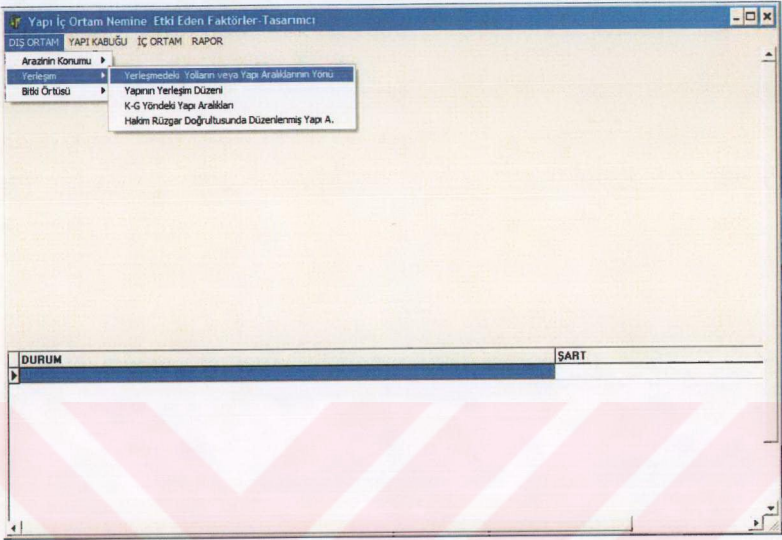 Yapı İç Ortam Nemine Etki Eden Faktörler-Tasarımcı
DIŞ ORTAM YAPI KABUĞU İÇ ORTAM RAPOR
Arazinin Konumu
Yerleşim
Bitki Örtüsü
Yerleşmedeki Yolların veya Yapı Aralıklarının Yönü
Yapının Yerleşim Düzeni
K-G Yöndeki Yapı Aralıkları
Hakim Rüzgar Doğrultusunda Düzenlenmiş Yapı A.
DURUM ŞART